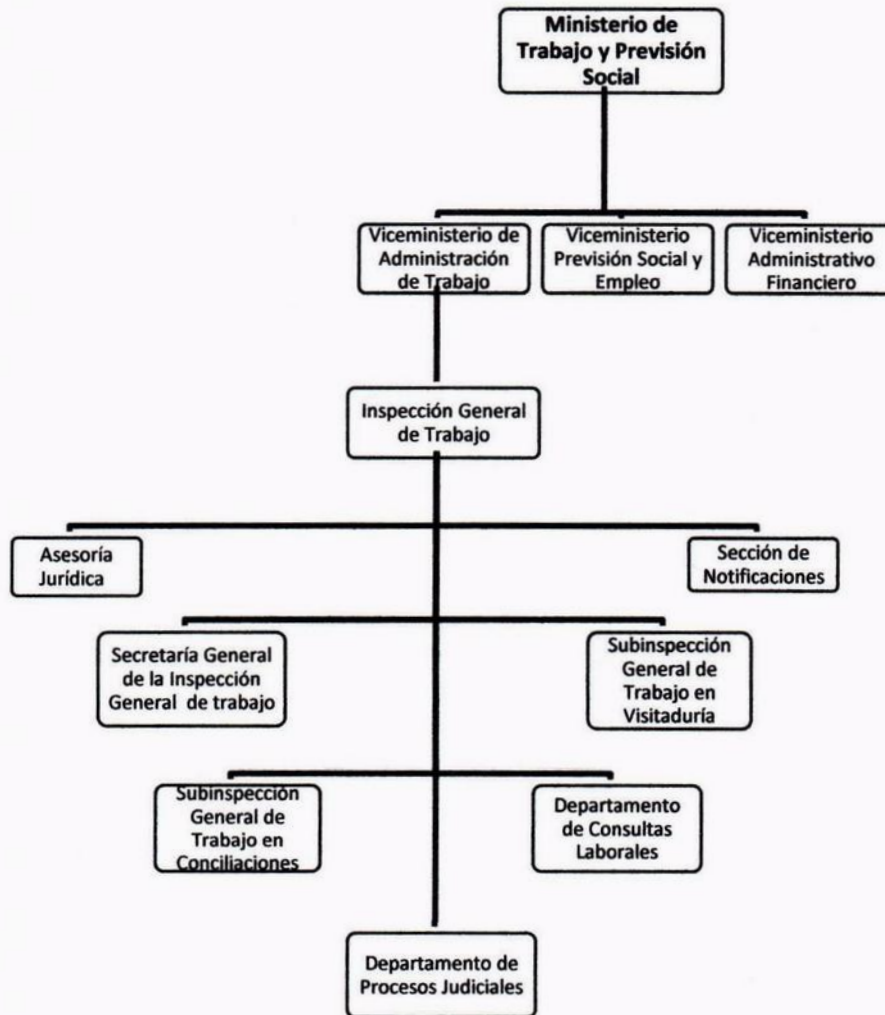 Ministerio de
Trabajo y Previsión
Social
Viceministerio de
Administración
de Trabajo
Viceministerio
Previsión Social y
Empleo
Viceministerio
Administrativo
Financiero
Inspección General
de Trabajo
Asesoría
Jurídica
Sección de
Notificaciones
Secretaría General
de la Inspección
General de trabajo
Subinspección
General de
Trabajo en
Visitaduría
Subinspección
General de
Trabajo en
Conciliaciones
Departamento
de Consultas
Laborales
Departamento de
Procesos Judiciales